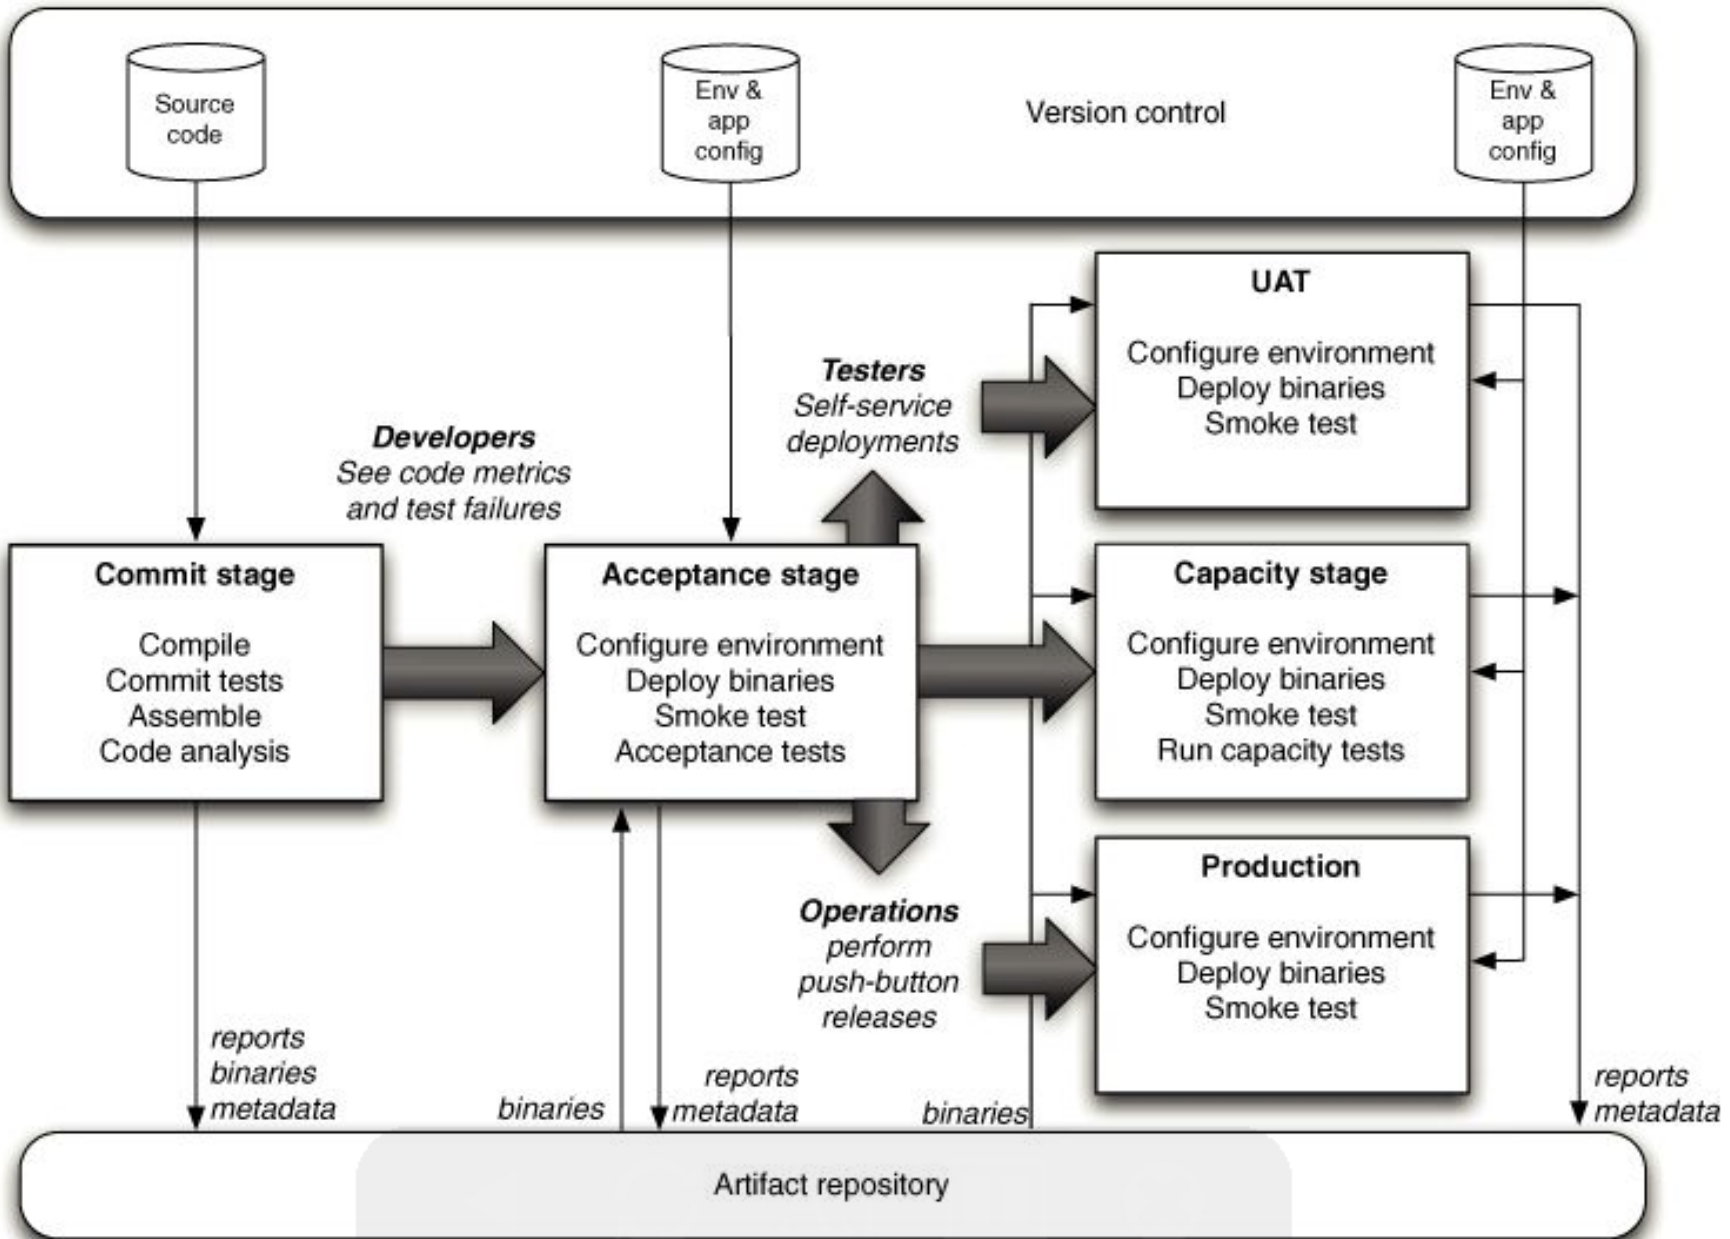 Source
code
Env &
app
config
Version control
Env &
app
config
UAT
Configure environment
Deploy binaries
Smoke test
Testers
Self-service
deployments
Developers
See code metrics
and test failures
Commit stage
Compile
Commit tests
Assemble
Code analysis
Acceptance stage
Configure environment
Deploy binaries
Smoke test
Acceptance tests
Capacity stage
Configure environment
Deploy binaries
Smoke test
Run capacity tests
Operations
perform
push-button
releases
Production
Configure environment
Deploy binaries
Smoke test
reports
binaries
metadata
binaries
reports
metadata
binaries
reports
metadata
Artifact repository